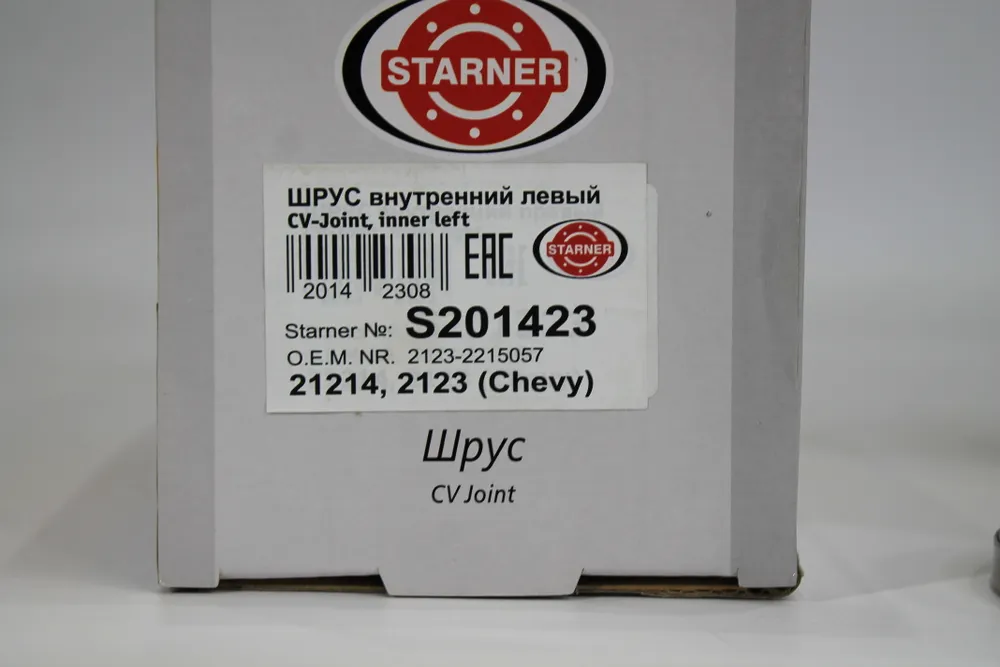 STARNER
ШРУС внутренний левый
CV-Joint, inner left
2014 2308
EAC
STARNER
Starner №: S201423
O.E.M. NR. 2123-2215057
21214, 2123 (Chevy)
Шрус
CV Joint